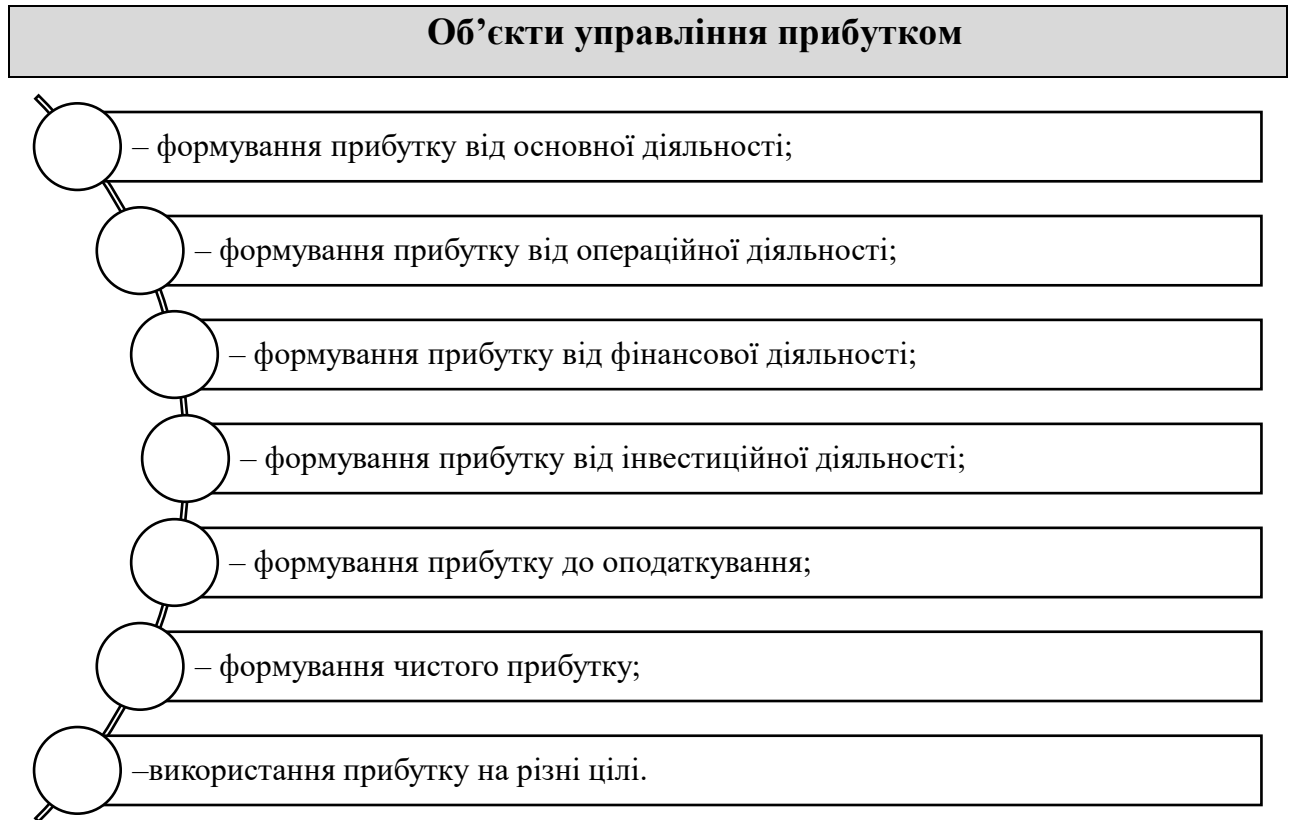 Об’єкти управління прибутком
– формування прибутку від основної діяльності;
– формування прибутку від операційної діяльності;
– формування прибутку від фінансової діяльності;
– формування прибутку від інвестиційної діяльності;
– формування прибутку до оподаткування;
– формування чистого прибутку;
–використання прибутку на різні цілі.